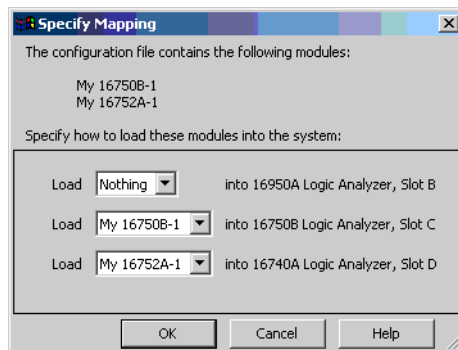 Specify Mapping
The configuration file contains the following modules:
My 16750B-1
My 16752A-1
Specify how to load these modules into the system:
Load Nothing into 16950A Logic Analyzer, Slot B
Load My 16750B-1 into 16750B Logic Analyzer, Slot C
Load My 16752A-1 into 16740A Logic Analyzer, Slot D
OK Cancel Help